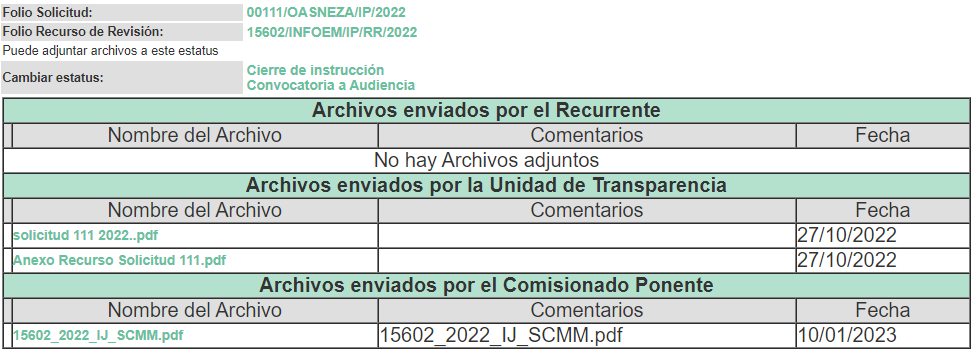 Folio Solicitud: 00111/OASNEZA/IP/2022
Folio Recurso de Revisión: 15602/INFOEM/IP/RR/2022
Puede adjuntar archivos a este estatus
Cambiar estatus: Cierre de instrucción
Convocatoria a Audiencia
Archivos enviados por el Recurrente
Nombre del Archivo Comentarios Fecha
No hay Archivos adjuntos
Archivos enviados por la Unidad de Transparencia
Nombre del Archivo Comentarios Fecha
solicitud 111 2022..pdf 27/10/2022
Anexo Recurso Solicitud 111.pdf 27/10/2022
Archivos enviados por el Comisionado Ponente
Nombre del Archivo Comentarios Fecha
15602_2022_IJ_SCMM.pdf 15602_2022_IJ_SCMM.pdf 10/01/2023